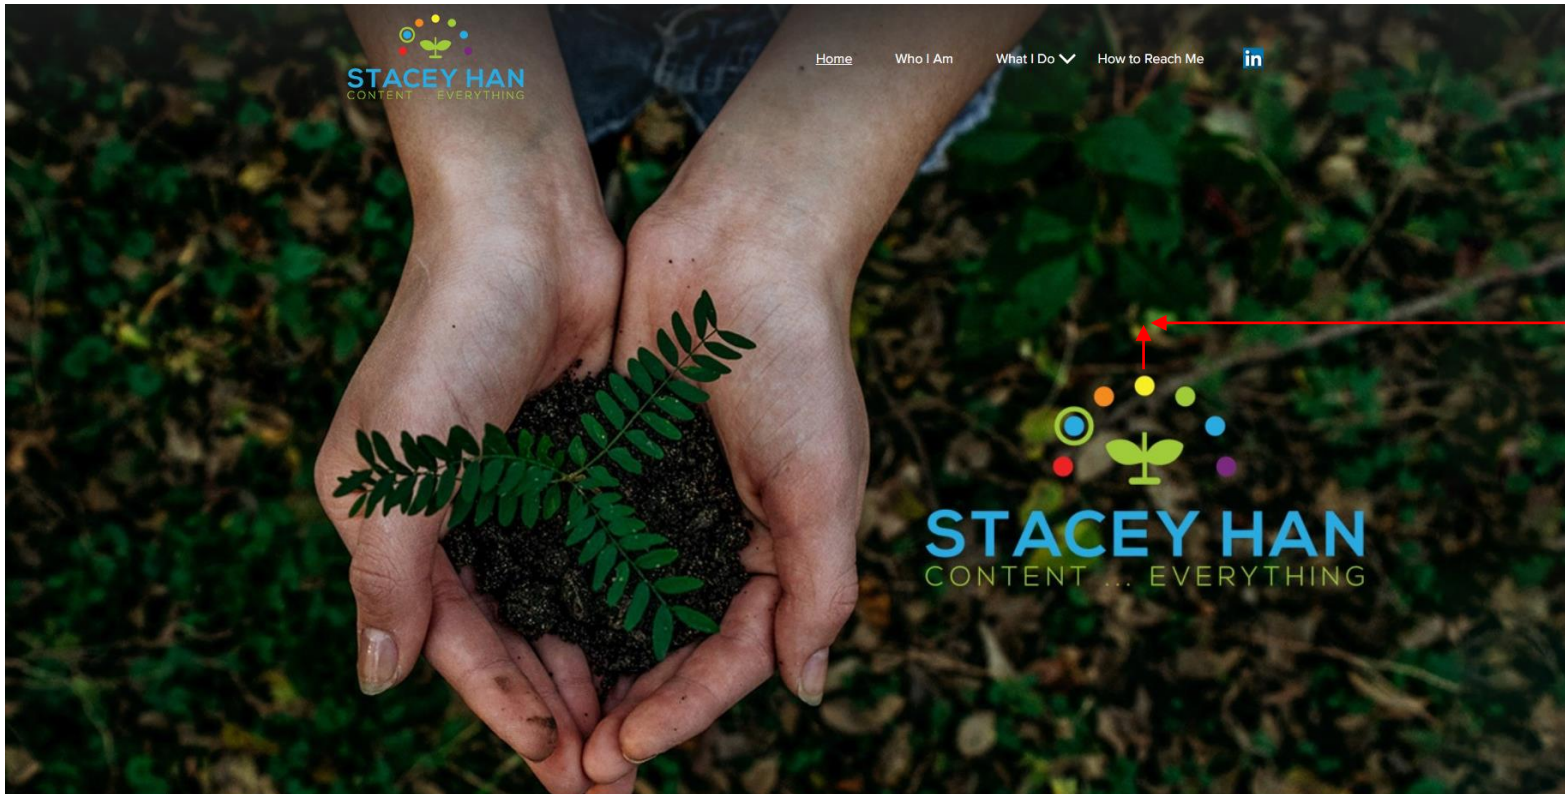 STACEY HAN
CONTENT ... EVERYTHING
Home Who I Am What I Do How to Reach Me in
STACEY HAN
CONTENT ... EVERYTHING